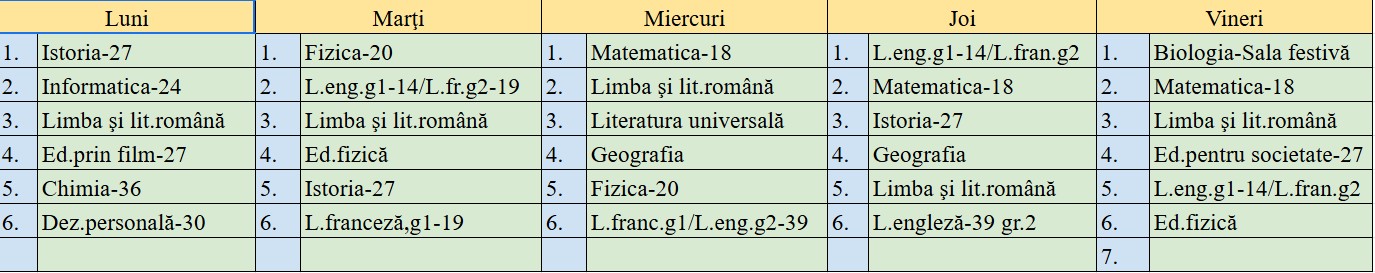 Luni Marţi Miercuri Joi Vineri
1. Istoria-27 1. Fizica-20 1. Matematica-18 1. L.eng.g1-14/L.fran.g2 1. Biologia-Sala festivă
2. Informatica-24 2. L.eng.g1-14/L.fr.g2-19 2. Limba şi lit.română 2. Matematica-18 2. Matematica-18
3. Limba şi lit.română 3. Limba şi lit.română 3. Literatura universală 3. Istoria-27 3. Limba şi lit.română
4. Ed.prin film-27 4. Ed.fizică 4. Geografia 4. Geografia 4. Ed.pentru societate-27
5. Chimia-36 5. Istoria-27 5. Fizica-20 5. Limba şi lit.română 5. L.eng.g1-14/L.fran.g2
6. Dez.personală-30 6. L.franceză,g1-19 6. L.franc.g1/L.eng.g2-39 6. L.engleză-39 gr.2 6. Ed.fizică
7.